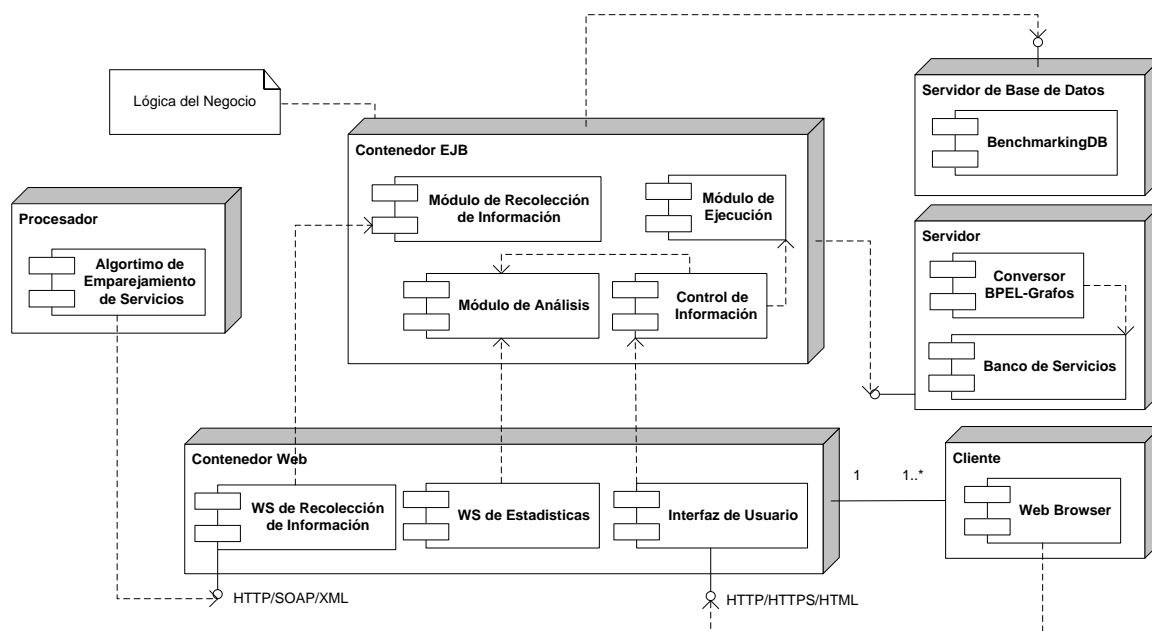 Lógica del Negocio
Servidor de Base de Datos
BenchmarkingDB
Contenedor EJB
Módulo de Recolección
de Información
Módulo de
Ejecución
Módulo de Análisis
Control de
Información
Procesador
Algortimo de
Emparejamiento
de Servicios
Servidor
Conversor
BPEL-Grafos
Banco de Servicios
Contenedor Web
WS de Recolección
de Información
WS de Estadisticas
Interfaz de Usuario
1
1..*
Cliente
Web Browser
HTTP/SOAP/XML
HTTP/HTTPS/HTML